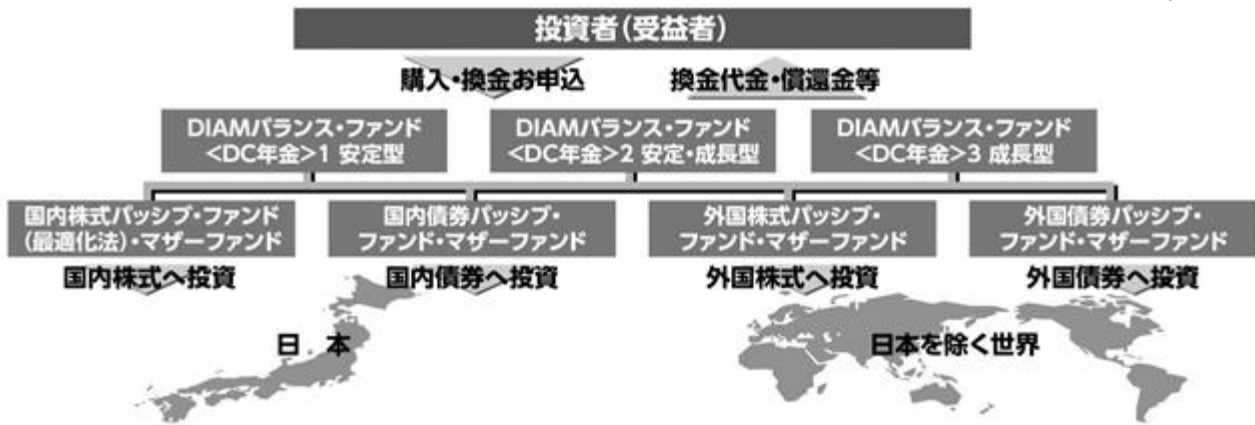 投資者(受益者)
購入・換金お申込
換金代金・償還金等
DIAMバランス・ファンド
<DC年金>1 安定型
DIAMバランス・ファンド
<DC年金>2 安定・成長型
DIAMバランス・ファンド
<DC年金>3 成長型
国内株式パッシブ・ファンド
(最適化法)・マザーファンド
国内債券パッシブ・
ファンド・マザーファンド
外国株式パッシブ・
ファンド・マザーファンド
外国債券パッシブ・
ファンド・マザーファンド
国内株式へ投資
国内債券へ投資
外国株式へ投資
外国債券へ投資
日 本
日本を除く世界